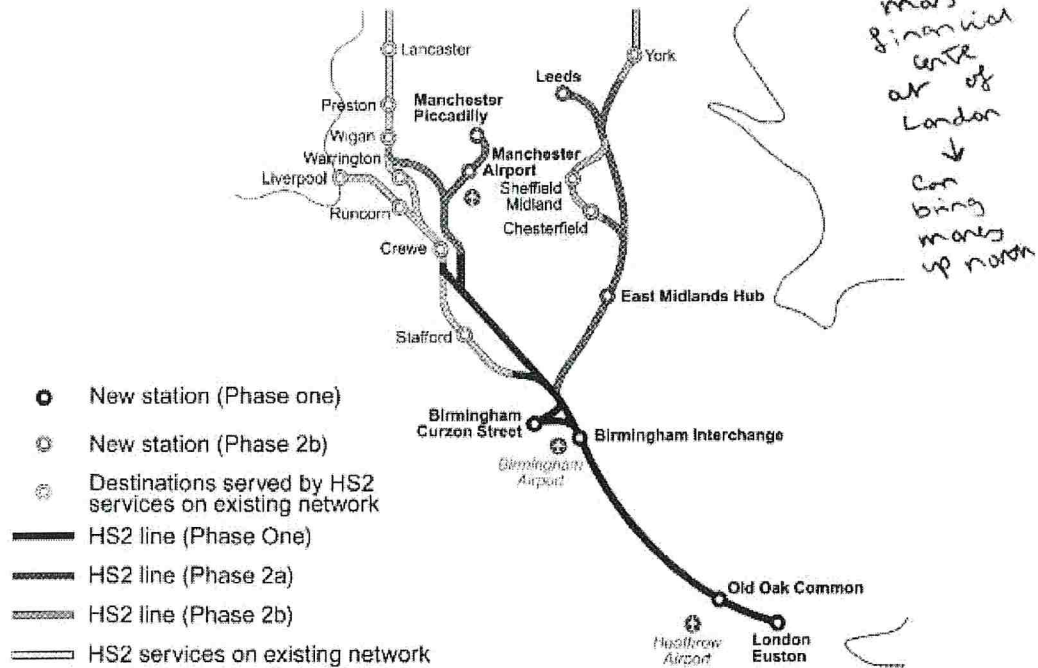 Lancaster
York
Leeds
Preston
Manchester
Piccadilly
Wigan
Warrington
Manchester
Airport
Liverpool
Sheffield
Midland
Runcorn
Chesterfield
Crewe
East Midlands Hub
Stafford
Birmingham
Curzon Street
Birmingham Interchange
Birmingham
Airport
Old Oak Common
Heathrow
Airport
London
Euston
New station (Phase one)
New station (Phase 2b)
Destinations served by HS2
services on existing network
HS2 line (Phase One)
HS2 line (Phase 2a)
HS2 line (Phase 2b)
HS2 services on existing network
financial
of
London
↓
Can
bring
money
up north